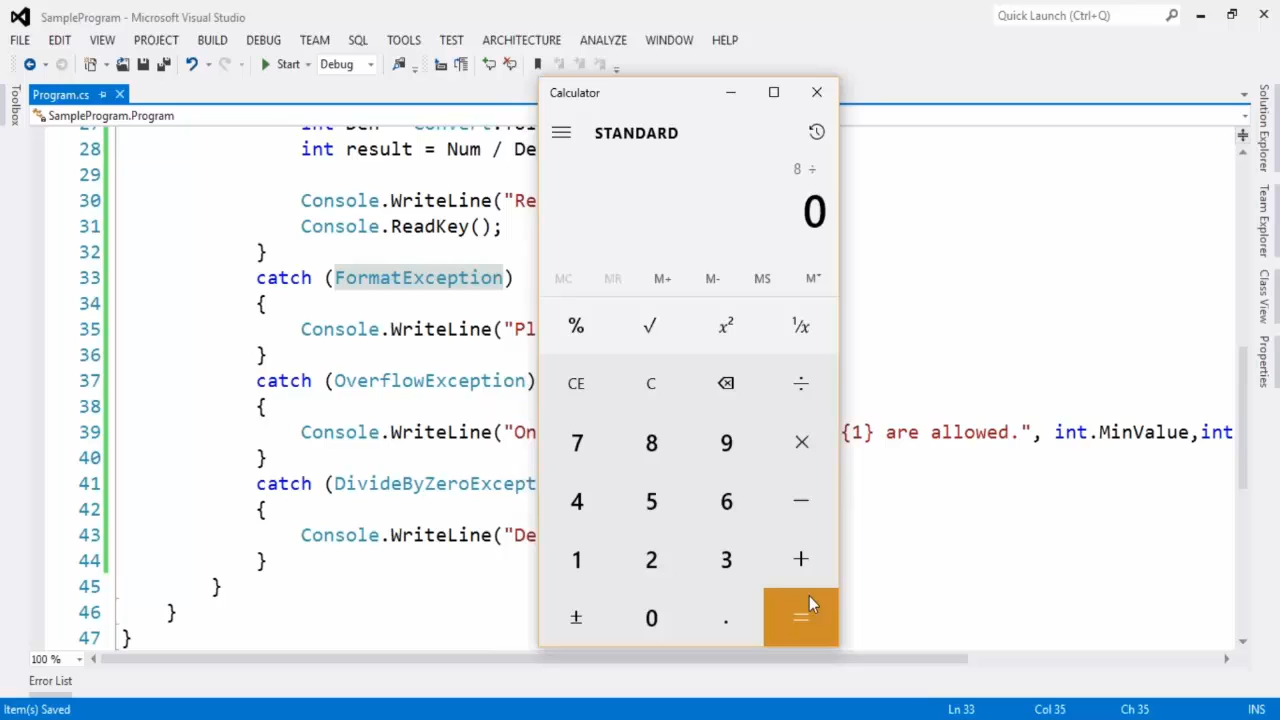 SampleProgram - Microsoft Visual Studio
Quick Launch (Ctrl+Q)
FILE EDIT VIEW PROJECT BUILD DEBUG TEAM SQL TOOLS TEST ARCHITECTURE ANALYZE WINDOW HELP
Start Debug
Program.cs
SampleProgram.Program
Toolbox
Solution Explorer
Team Explorer
Class View
Properties
28 int result = Num / De
29
30 Console.WriteLine("Re
31 Console.ReadKey();
32 }
33 catch (FormatException)
34 {
35 Console.WriteLine("Pl
36 }
37 catch (OverflowException)
38 {
39 Console.WriteLine("On {1} are allowed.", int.MinValue,int
40 }
41 catch (DivideByZeroExcept
42 {
43 Console.WriteLine("De
44 }
45 }
46 }
47 }
Calculator
STANDARD
8 ÷
0
MC MR M+ M- MS M˅
% √ x² ¹/x
CE C ÷
7 8 9 ×
4 5 6 −
1 2 3 +
± 0 . =
100 %
Error List
Item(s) Saved Ln 33 Col 35 Ch 35 INS